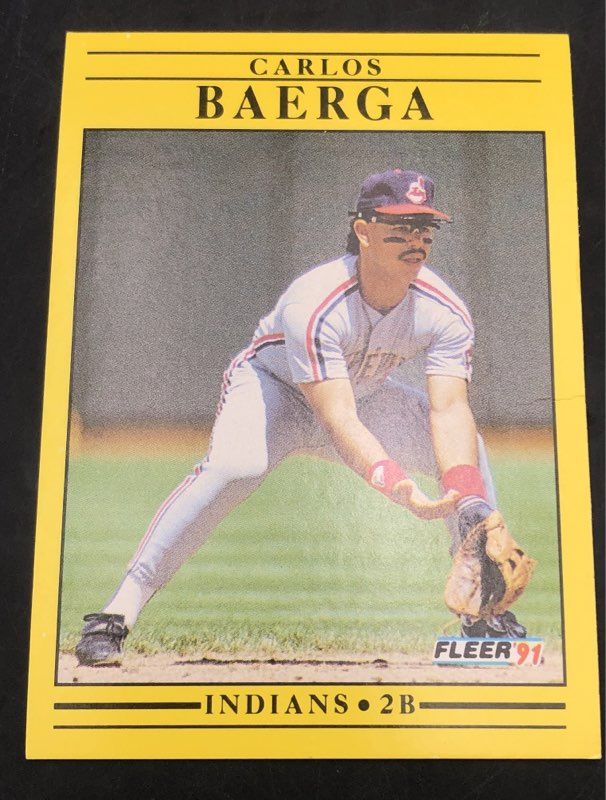 CARLOS
BAERGA
FLEER '91
INDIANS • 2B